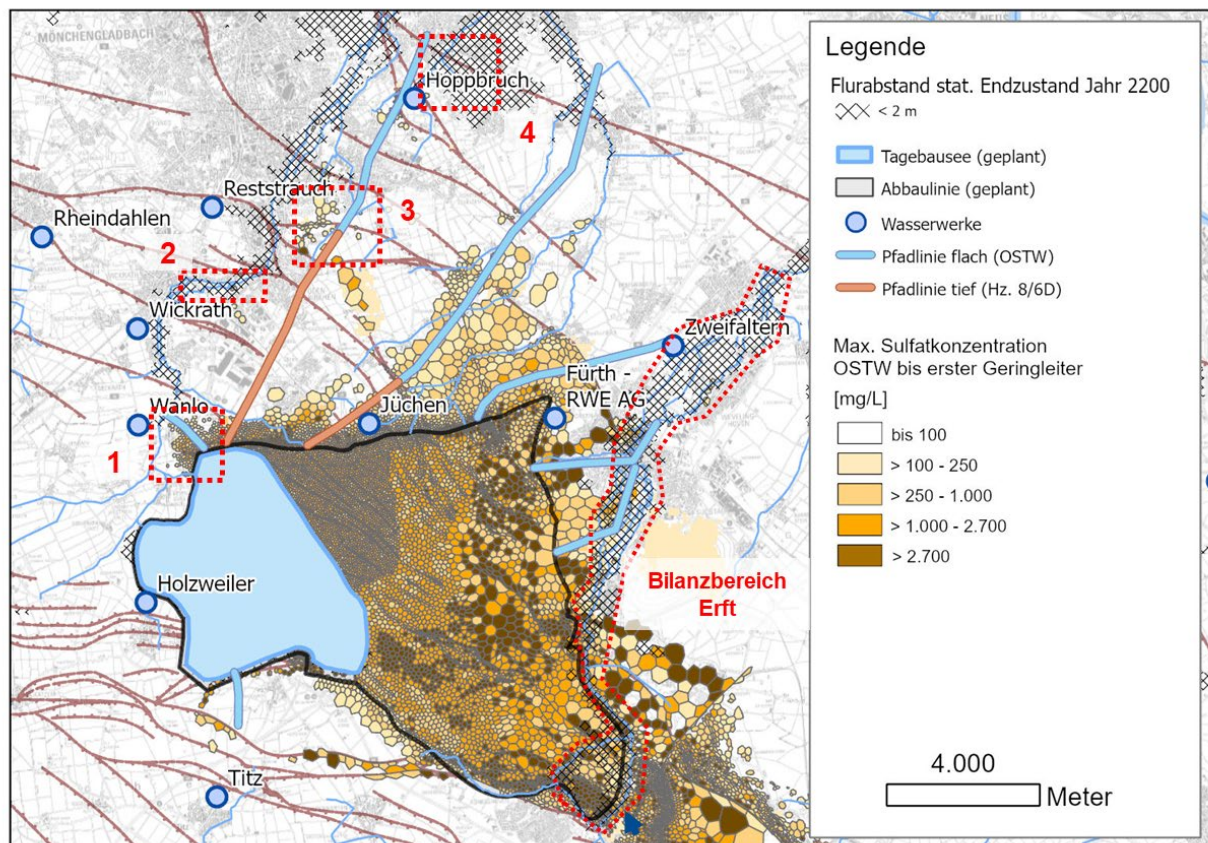 MÖNCHENGLADBACH
Hoppbruch
4
Reststrauch
3
Rheindahlen
2
Wickrath
Zweifaltern
Fürth -
RWE AG
Wanlo
Jüchen
1
Bilanzbereich
Erft
Holzweiler
Titz
Legende
Flurabstand stat. Endzustand Jahr 2200
< 2 m
Tagebausee (geplant)
Abbaulinie (geplant)
Wasserwerke
Pfadlinie flach (OSTW)
Pfadlinie tief (Hz. 8/6D)
Max. Sulfatkonzentration
OSTW bis erster Geringleiter
[mg/L]
bis 100
> 100 - 250
> 250 - 1.000
> 1.000 - 2.700
> 2.700
4.000
Meter